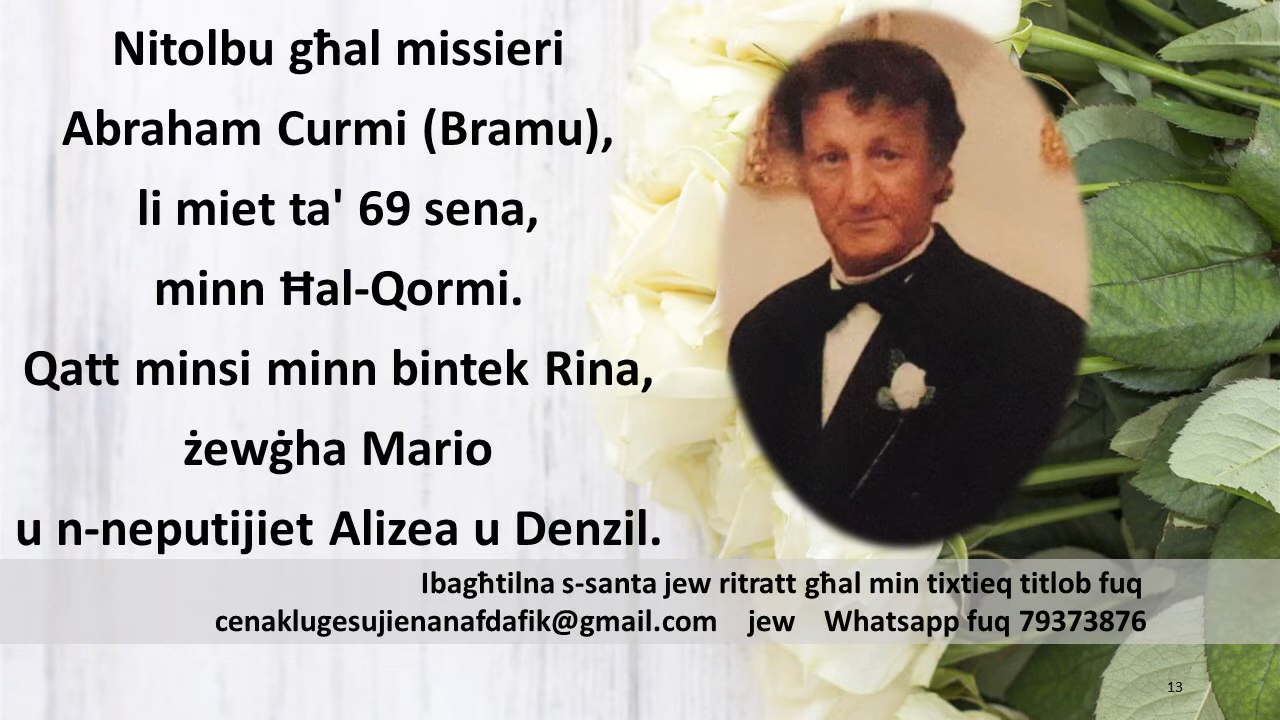 Nitolbu għal missieri
Abraham Curmi (Bramu),
li miet ta' 69 sena,
minn Ħal-Qormi.
Qatt minsi minn bintek Rina,
żewġha Mario
u n-neputijiet Alizea u Denzil.
Ibagħtilna s-santa jew ritratt għal min tixtieq titlob fuq
cenaklugesujienanafdafik@gmail.com jew Whatsapp fuq 79373876
13